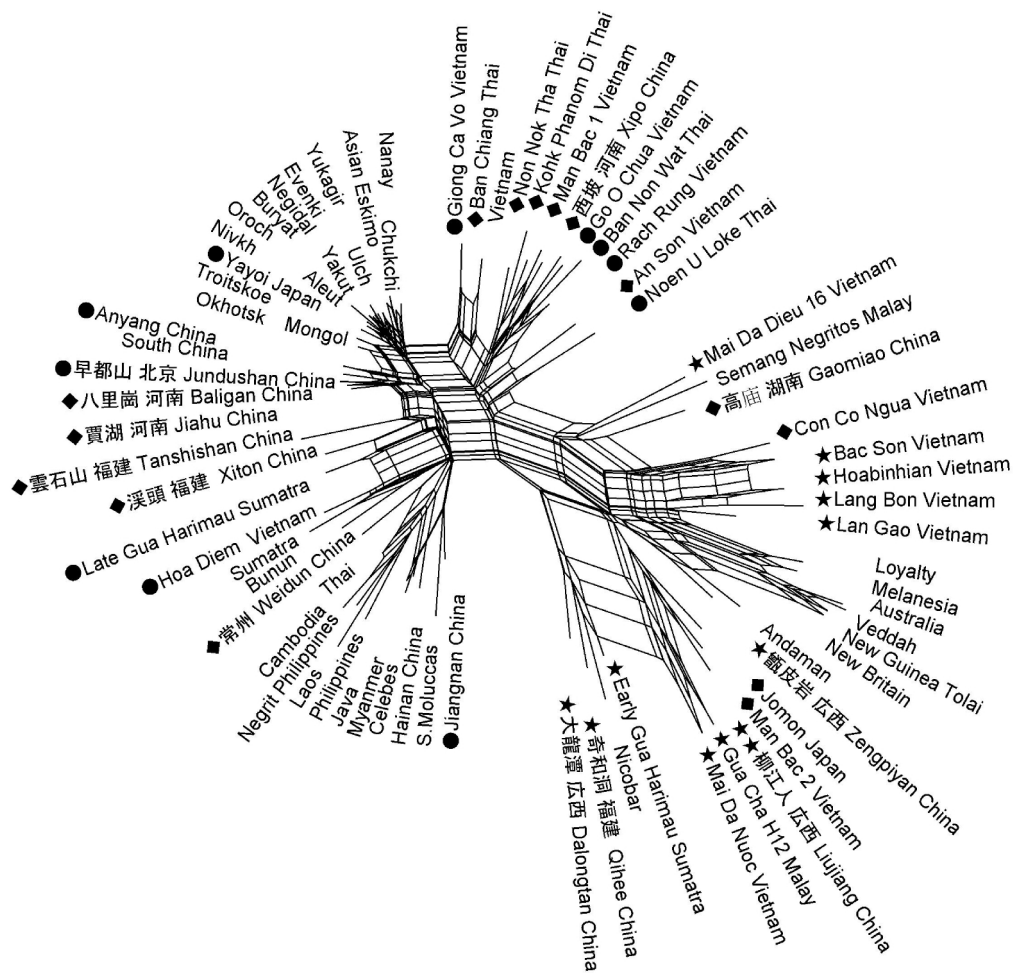 Giong Ca Vo Vietnam
Ban Chiang Thai
Vietnam
Non Nok Tha Thai
Kohk Phanom Di Thai
Man Bac 1 Vietnam
西坡 河南 Xipo China
Go O Chua Vietnam
Ban Non Wat Thai
Rach Rung Vietnam
An Son Vietnam
Noen U Loke Thai
Mai Da Dieu 16 Vietnam
Semang Negritos Malay
高庙 湖南 Gaomiao China
Con Co Ngua Vietnam
Bac Son Vietnam
Hoabinhian Vietnam
Lang Bon Vietnam
Lan Gao Vietnam
Loyalty
Melanesia
Australia
Veddah
New Guinea Tolai
New Britain
Andaman
甑皮岩 広西 Zengpiyan China
Jomon Japan
Man Bac 2 Vietnam
柳江人 広西 Liujiang China
Gua Cha H12 Malay
Mai Da Nuoc Vietnam
Early Gua Harimau Sumatra
Nicobar
奇和洞 福建 Qihee China
大龍潭 広西 Dalongtan China
Jiangnan China
S.Moluccas
Hainan China
Celebes
Myanmer
Java
Philippines
Laos
Negrit Philippines
Cambodia
Thai
常州 Weidun China
Bunun
Sumatra
Hoa Diem Vietnam
Late Gua Harimau Sumatra
渓頭 福建 Xiton China
雲石山 福建 Tanshishan China
賈湖 河南 Jiahu China
八里崗 河南 Baligan China
早都山 北京 Jundushan China
South China
Anyang China
Mongol
Okhotsk
Troitskoe
Yayoi Japan
Aleut
Nivkh
Yakut
Oroch
Ulch
Buryat
Negidal
Evenki
Yukagir
Asian Eskimo
Chukchi
Nanay